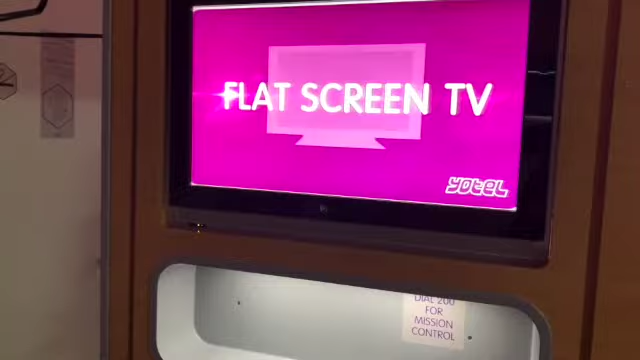 FLAT SCREEN TV
YOTEL
DIAL 200
FOR
MISSION
CONTROL